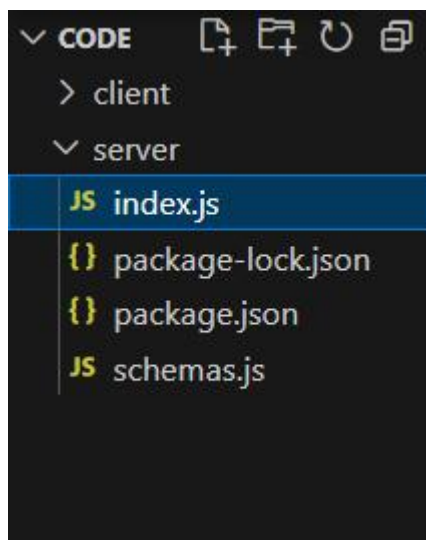 CODE
client
server
JS index.js
{} package-lock.json
{} package.json
JS schemas.js